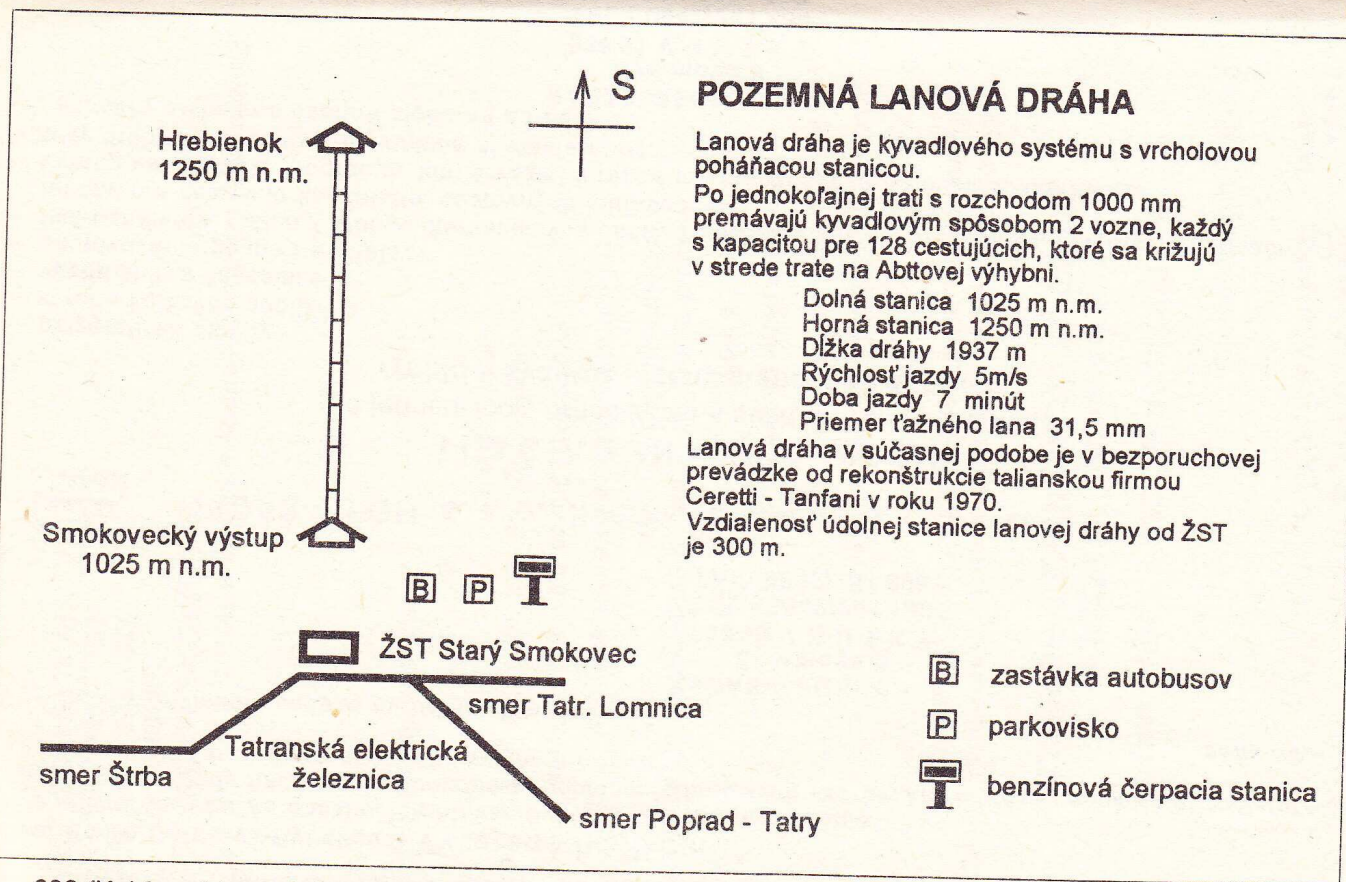 S
Hrebienok
1250 m n.m.
POZEMNÁ LANOVÁ DRÁHA
Lanová dráha je kyvadlového systému s vrcholovou
poháňacou stanicou.
Po jednokoľajnej trati s rozchodom 1000 mm
premávajú kyvadlovým spôsobom 2 vozne, každý
s kapacitou pre 128 cestujúcich, ktoré sa križujú
v strede trate na Abttovej výhybni.
Dolná stanica 1025 m n.m.
Horná stanica 1250 m n.m.
Dĺžka dráhy 1937 m
Rýchlosť jazdy 5m/s
Doba jazdy 7 minút
Priemer ťažného lana 31,5 mm
Lanová dráha v súčasnej podobe je v bezporuchovej
prevádzke od rekonštrukcie talianskou firmou
Ceretti - Tanfani v roku 1970.
Vzdialenosť údolnej stanice lanovej dráhy od ŽST
je 300 m.
Smokovecký výstup
1025 m n.m.
B P
ŽST Starý Smokovec
smer Tatr. Lomnica
Tatranská elektrická
železnica
smer Štrba
smer Poprad - Tatry
B zastávka autobusov
P parkovisko
benzínová čerpacia stanica